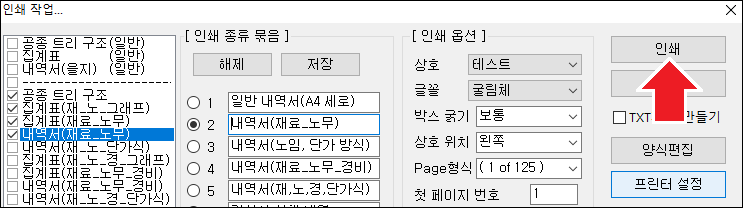 인쇄 작업...
공종 트리 구조(일반)
집계표 (일반)
내역서(을지) (일반)
--------------------
공종 트리 구조
집계표(재_노_그래프)
집계표(재료_노무)
내역서(재료_노무)
내역서(재_노_단가식)
집계표(재_노_경_그래프)
집계표(재료_노무_경비)
내역서(재료_노무_경비)
내역서(재_노_경_단가식)
[ 인쇄 종류 묶음 ]
해제
저장
1 일반 내역서(A4 세로)
2 내역서(재료_노무)
3 내역서(노임, 단가 방식)
4 내역서(재료_노무_경비)
5 내역서(재,노,경,단가식)
[ 인쇄 옵션 ]
상호 테스트
글꼴 굴림체
박스 굵기 보통
상호 위치 왼쪽
Page형식 ( 1 of 125 )
첫 페이지 번호 1
인쇄
TXT 만들기
양식편집
프린터 설정